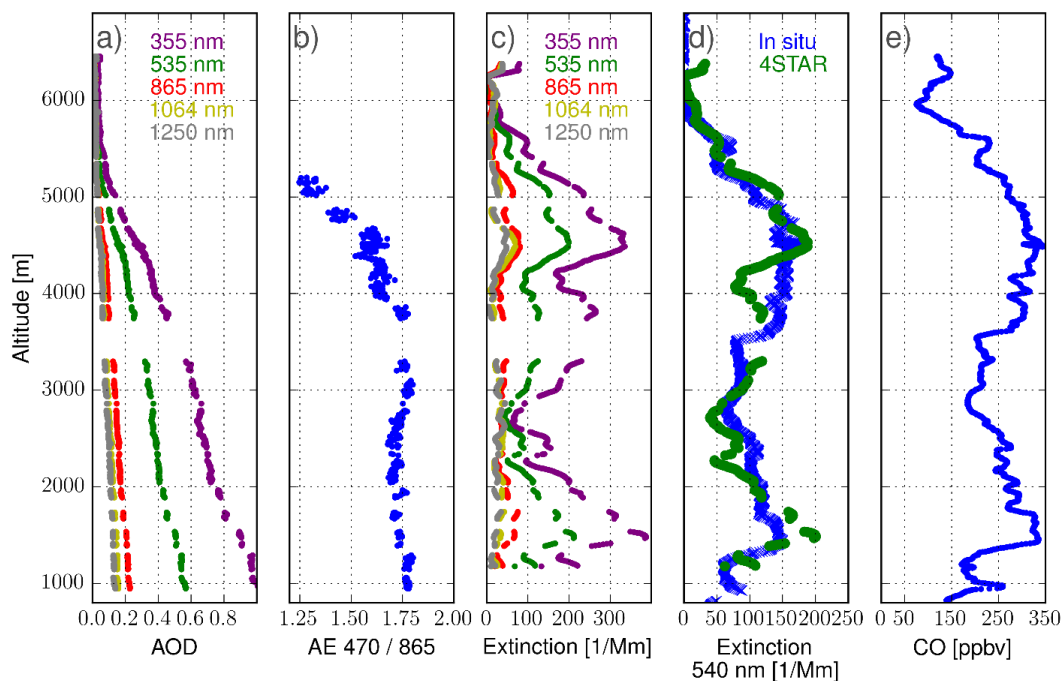 a)
355 nm
535 nm
865 nm
1064 nm
1250 nm
b)
c)
355 nm
535 nm
865 nm
1064 nm
1250 nm
d)
In situ
4STAR
e)
Altitude [m]
6000
5000
4000
3000
2000
1000
0.0 0.2 0.4 0.6 0.8
AOD
1.25 1.50 1.75 2.00
AE 470 / 865
0 100 200 300
Extinction [1/Mm]
0 50 100 150 200 250
Extinction
540 nm [1/Mm]
50 150 250 350
CO [ppbv]